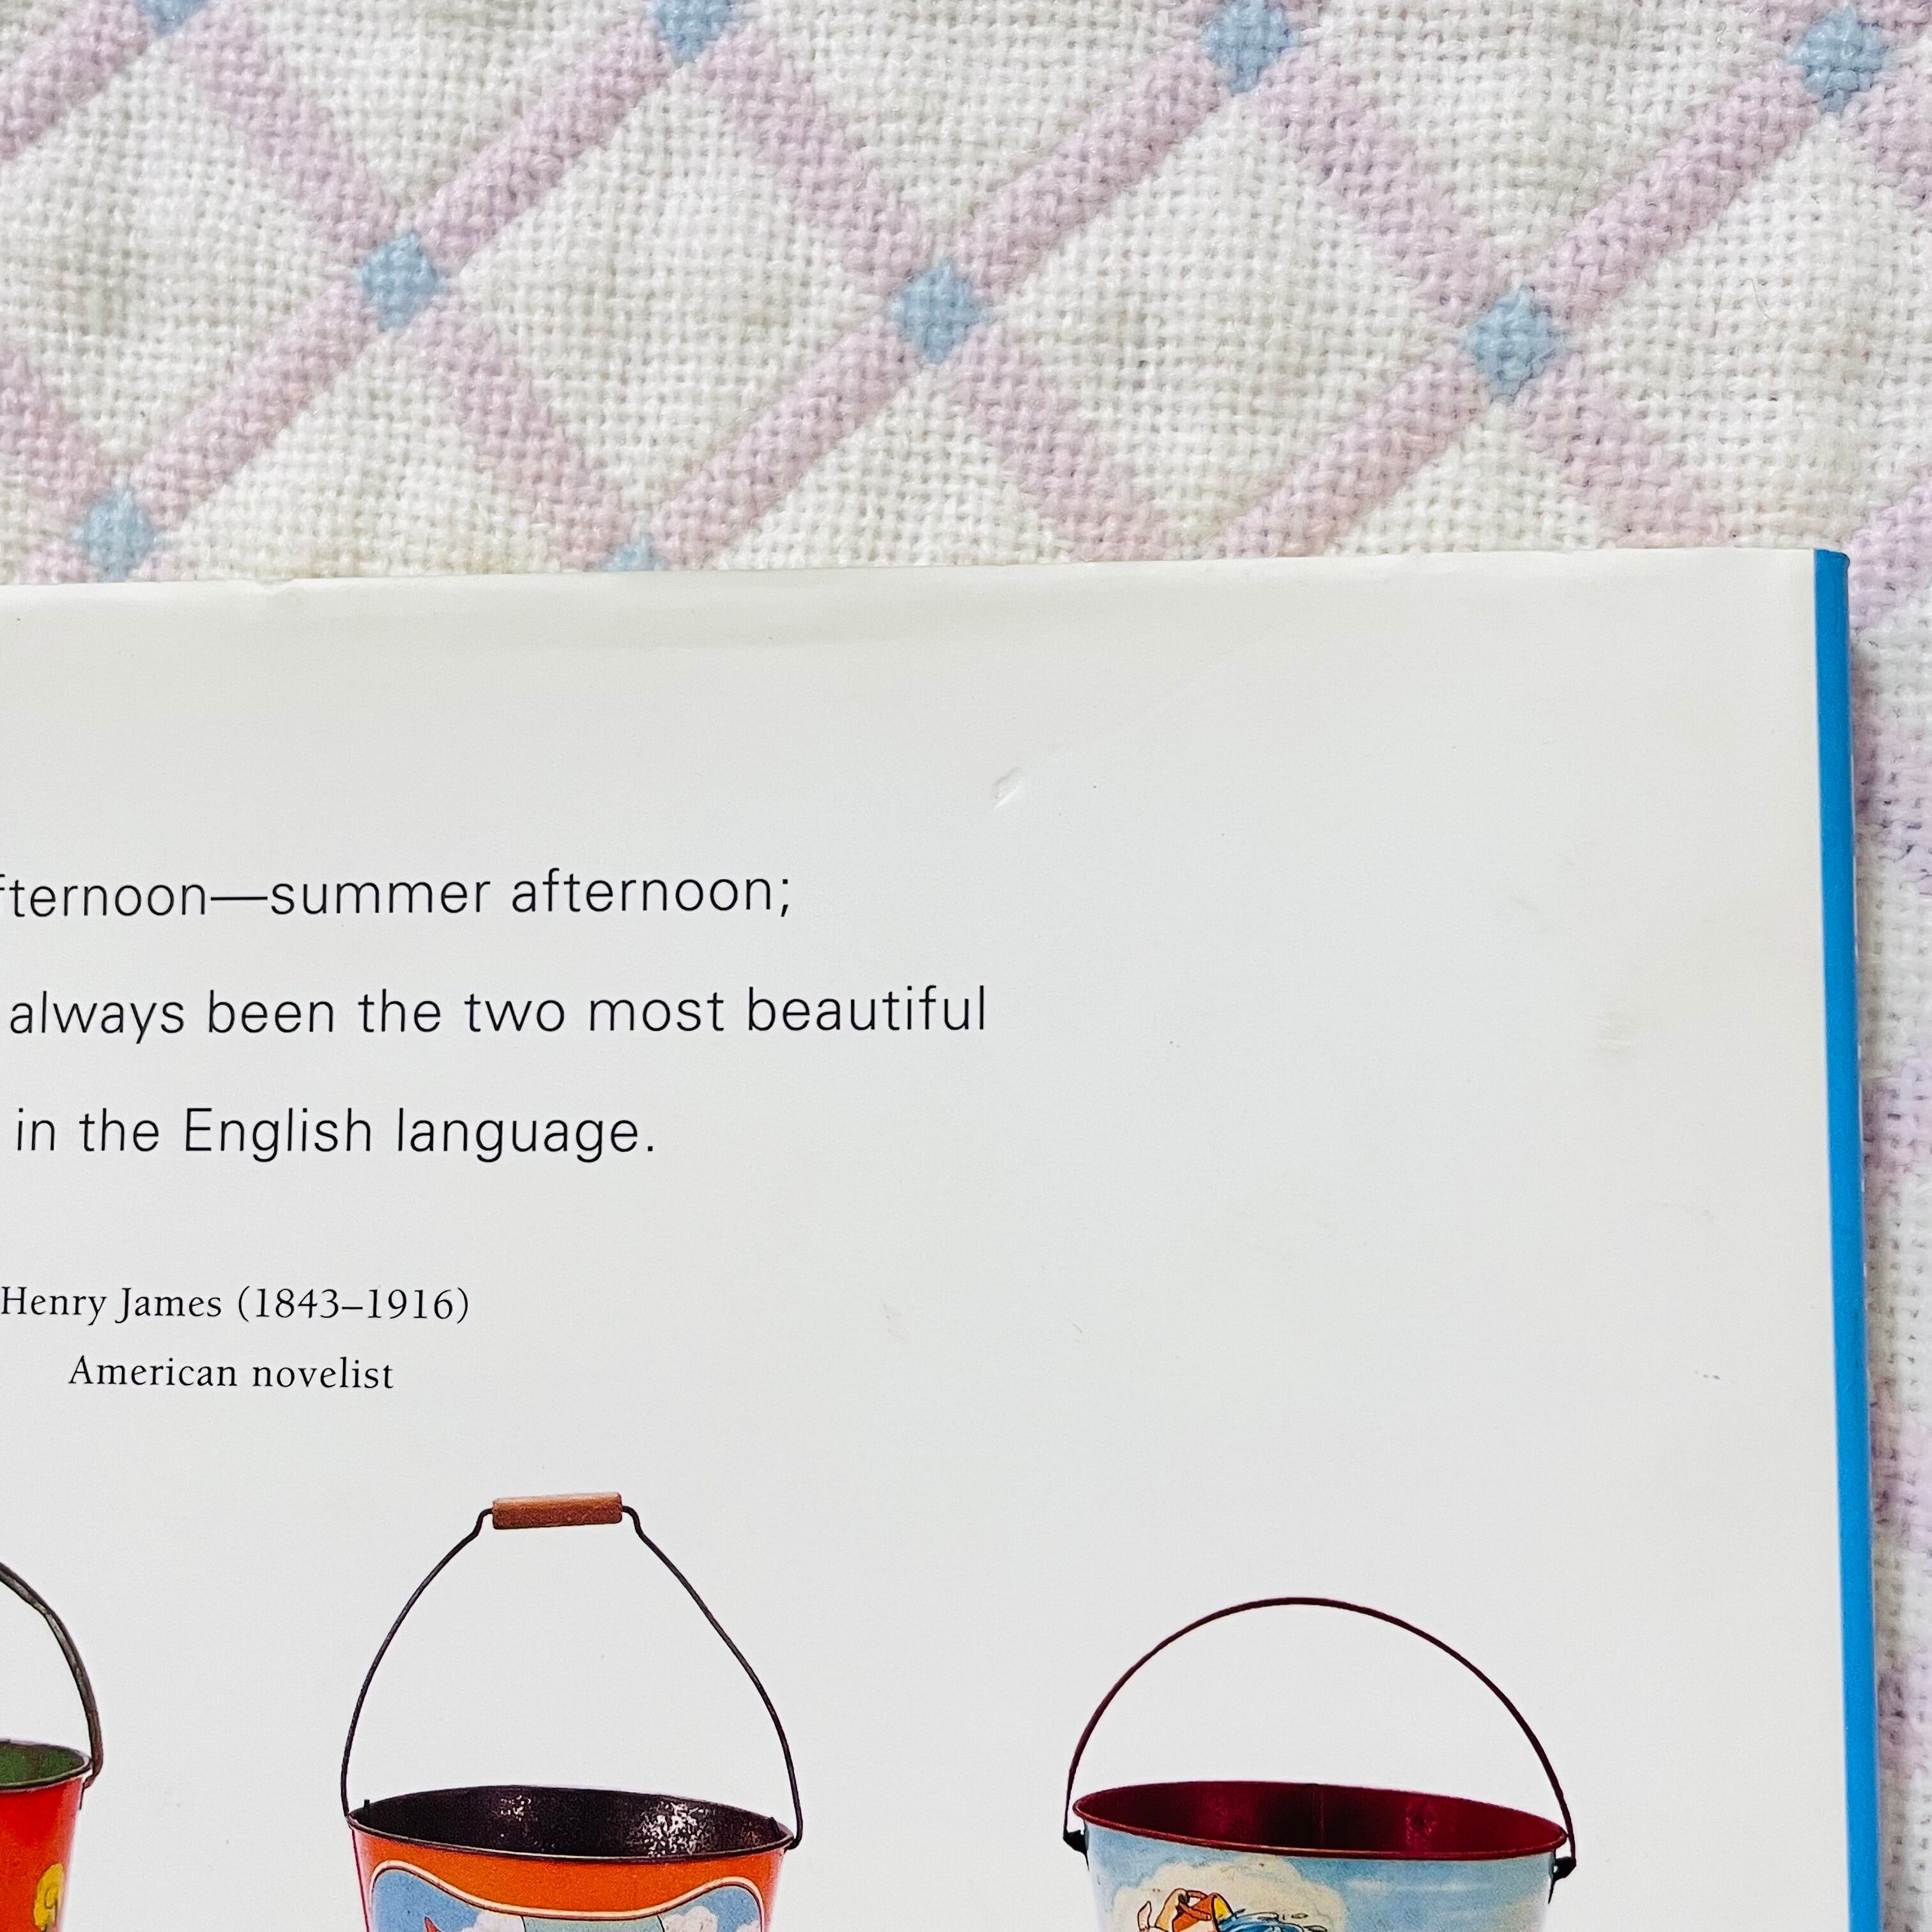 fternoon—summer afternoon;
always been the two most beautiful
in the English language.
Henry James (1843–1916)
American novelist